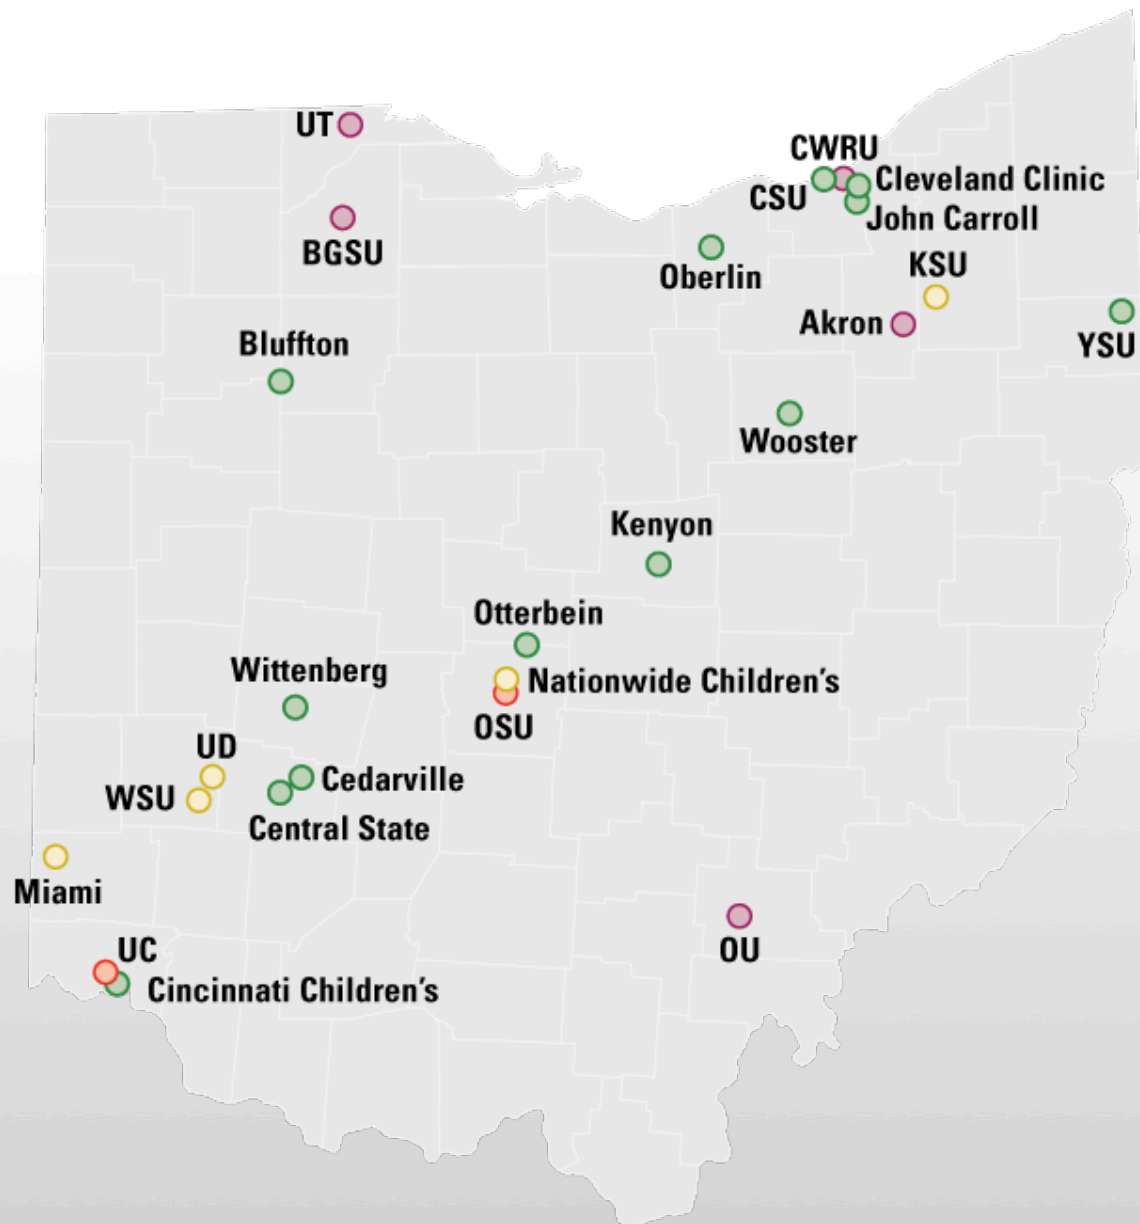 UT
CWRU
Cleveland Clinic
CSU
John Carroll
BGSU
KSU
Oberlin
Akron
Bluffton
YSU
Wooster
Kenyon
Otterbein
Wittenberg
Nationwide Children's
OSU
UD
Cedarville
WSU
Central State
Miami
UC
OU
Cincinnati Children's